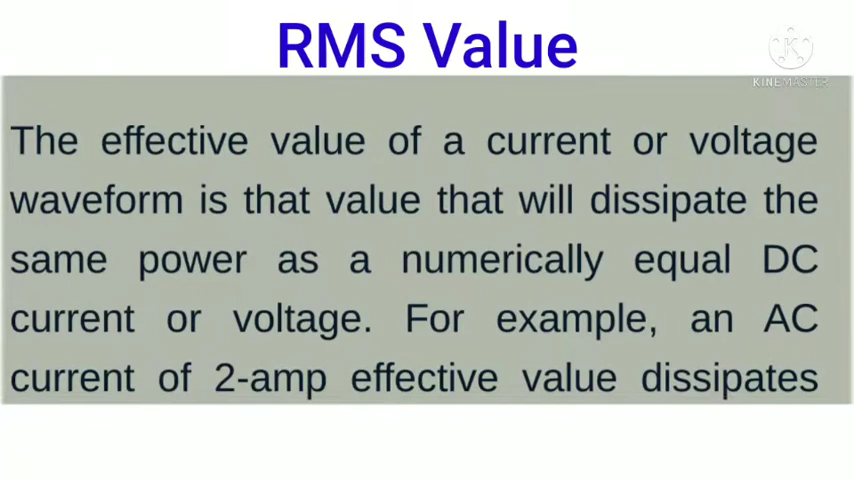 RMS Value
K
KINEMASTER
The effective value of a current or voltage
waveform is that value that will dissipate the
same power as a numerically equal DC
current or voltage. For example, an AC
current of 2-amp effective value dissipates